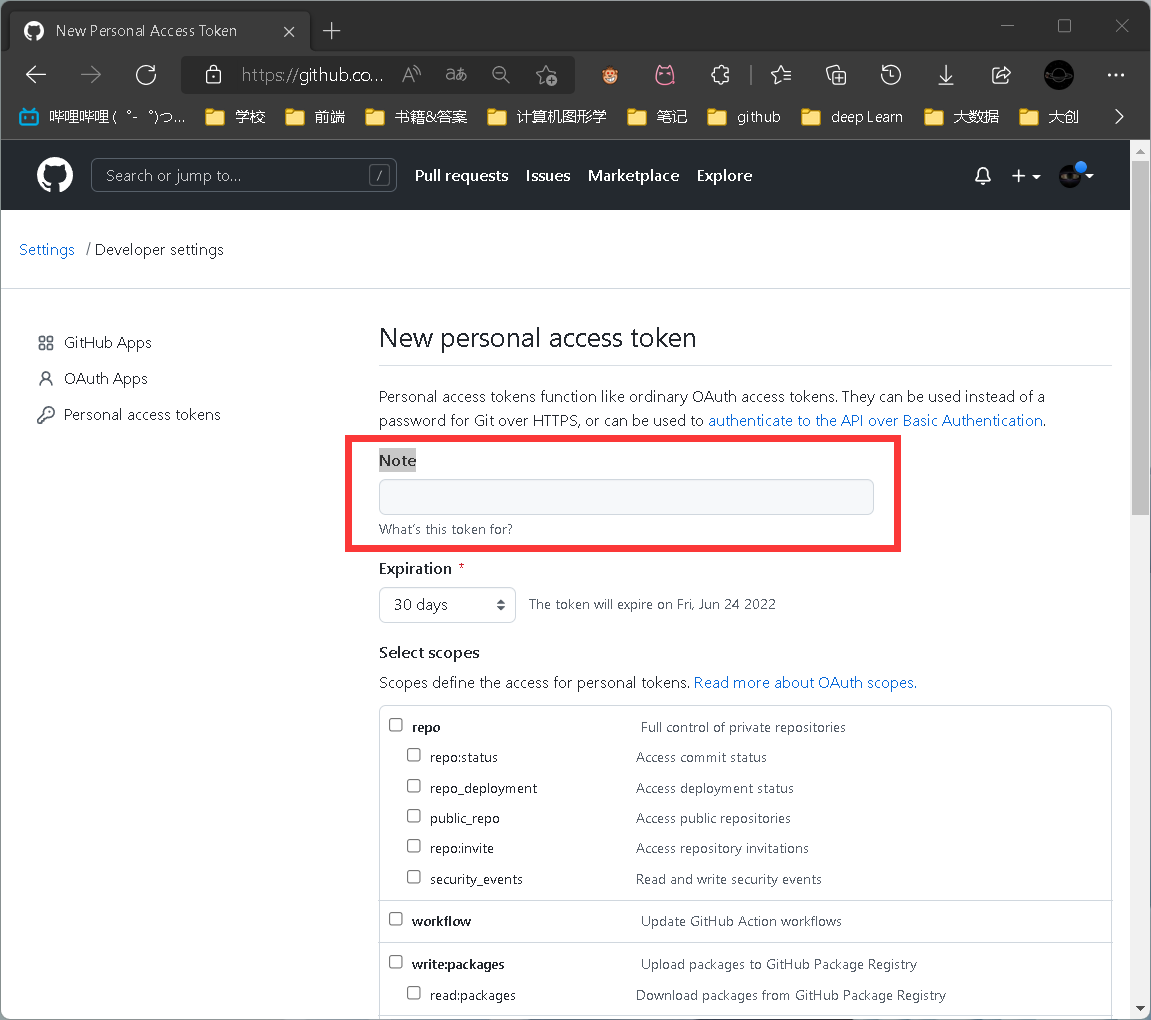 New Personal Access Token
https://github.co...
哔哩哔哩 (゜-゜)つ...
学校
前端
书籍&答案
计算机图形学
笔记
github
deep Learn
大数据
大创
Search or jump to...
/
Pull requests
Issues
Marketplace
Explore
Settings / Developer settings
GitHub Apps
OAuth Apps
Personal access tokens
New personal access token
Personal access tokens function like ordinary OAuth access tokens. They can be used instead of a
password for Git over HTTPS, or can be used to authenticate to the API over Basic Authentication.
Note
What's this token for?
Expiration *
30 days
The token will expire on Fri, Jun 24 2022
Select scopes
Scopes define the access for personal tokens. Read more about OAuth scopes.
repo Full control of private repositories
repo:status Access commit status
repo_deployment Access deployment status
public_repo Access public repositories
repo:invite Access repository invitations
security_events Read and write security events
workflow Update GitHub Action workflows
write:packages Upload packages to GitHub Package Registry
read:packages Download packages from GitHub Package Registry